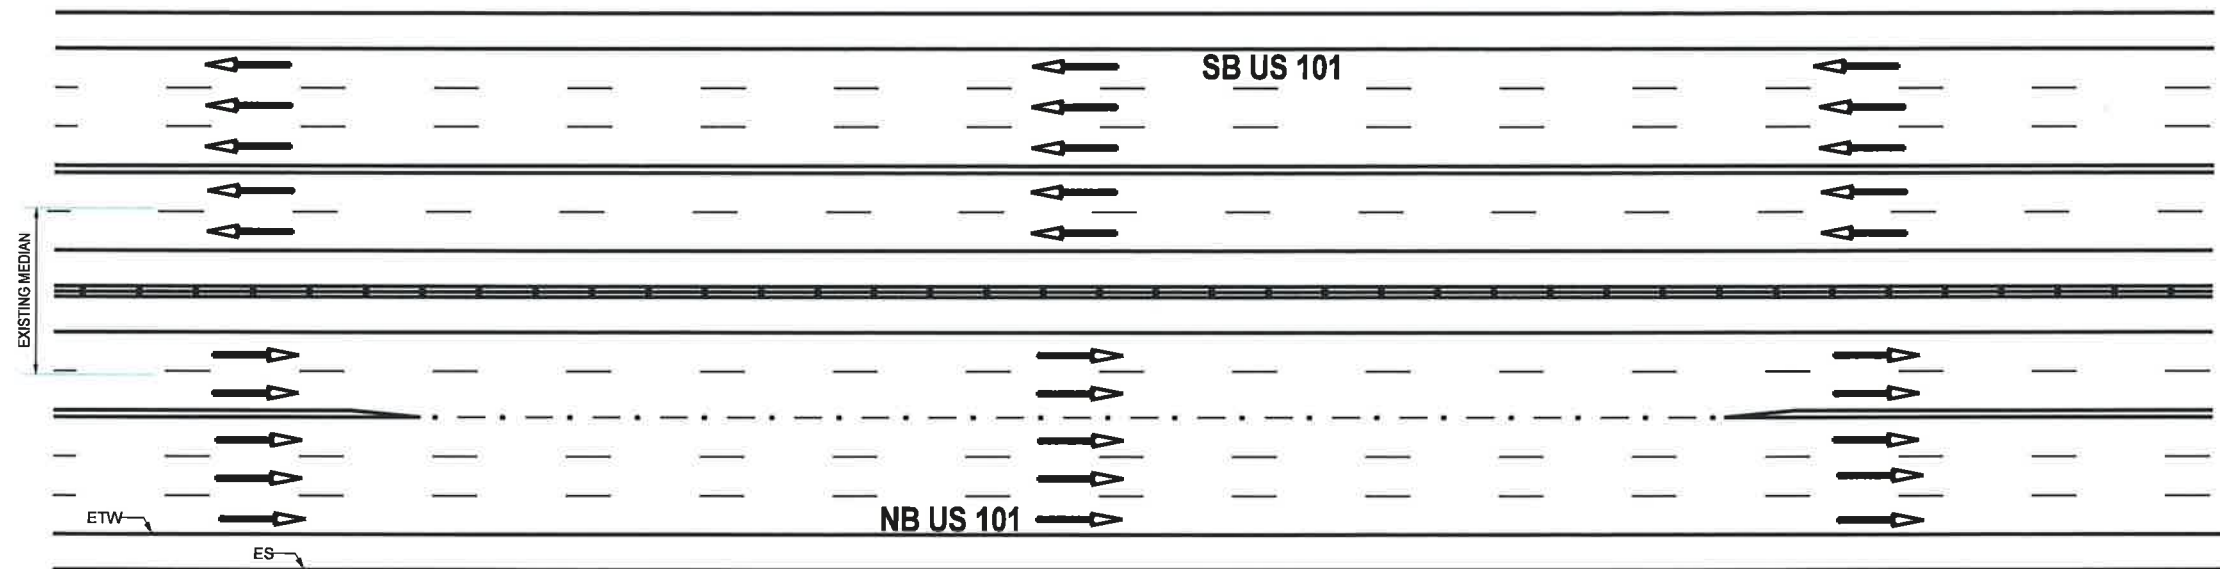 SB US 101
EXISTING MEDIAN
NB US 101
ETW
ES